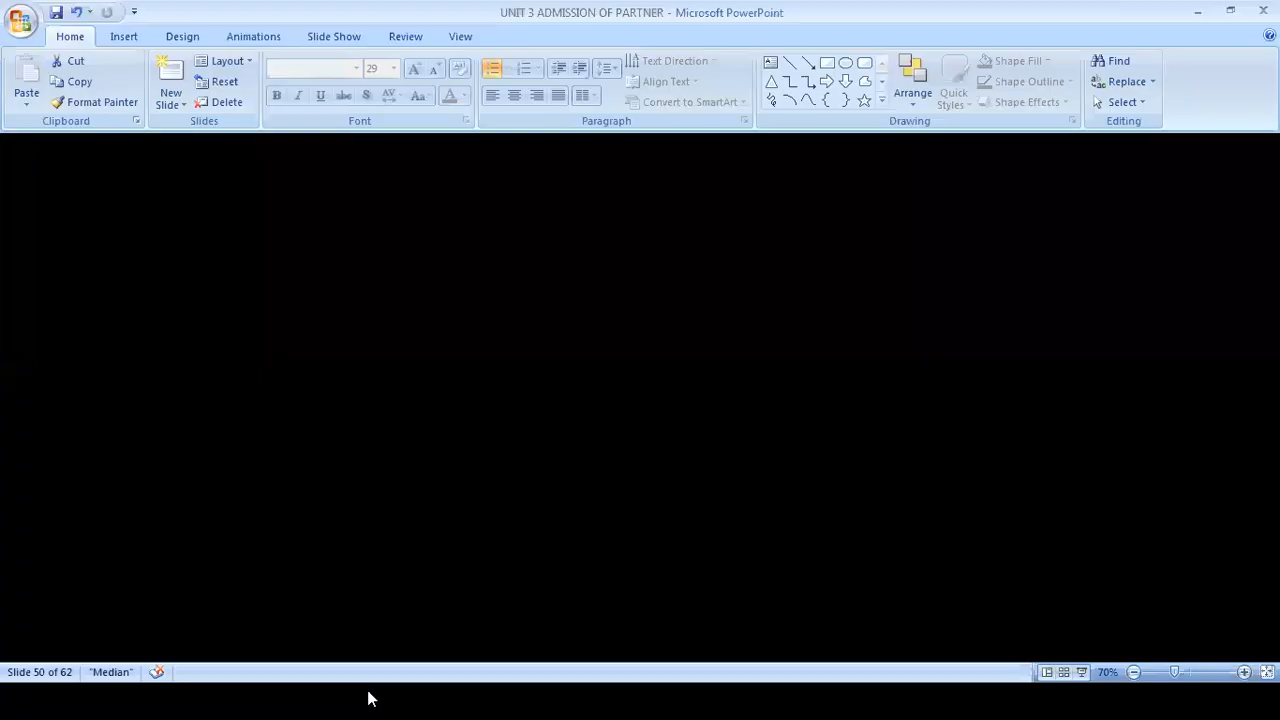 UNIT 3 ADMISSION OF PARTNER - Microsoft PowerPoint
Home Insert Design Animations Slide Show Review View
Paste
Cut
Copy
Format Painter
Clipboard
New Slide
Layout
Reset
Delete
Slides
29
B I U abc S AV Aa A
Font
Text Direction
Align Text
Convert to SmartArt
Paragraph
Arrange
Quick Styles
Shape Fill
Shape Outline
Shape Effects
Drawing
Find
Replace
Select
Editing
Slide 50 of 62 "Median" 70%